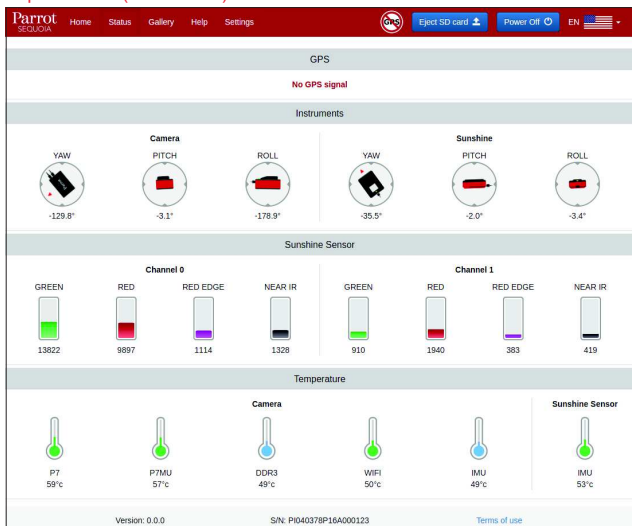 Parrot
SEQUOIA
Home Status Gallery Help Settings GPS Eject SD card Power Off EN
GPS
No GPS signal
Instruments
Camera Sunshine
YAW PITCH ROLL YAW PITCH ROLL
-129.8° -3.1° -178.9° -35.5° -2.0° -3.4°
Sunshine Sensor
Channel 0 Channel 1
GREEN RED RED EDGE NEAR IR GREEN RED RED EDGE NEAR IR
13822 9897 1114 1328 910 1940 383 419
Temperature
Camera Sunshine Sensor
P7 P7MU DDR3 WIFI IMU IMU
59°c 57°c 49°c 50°c 49°c 53°c
Version: 0.0.0 S/N: PI040378P16A000123 Terms of use